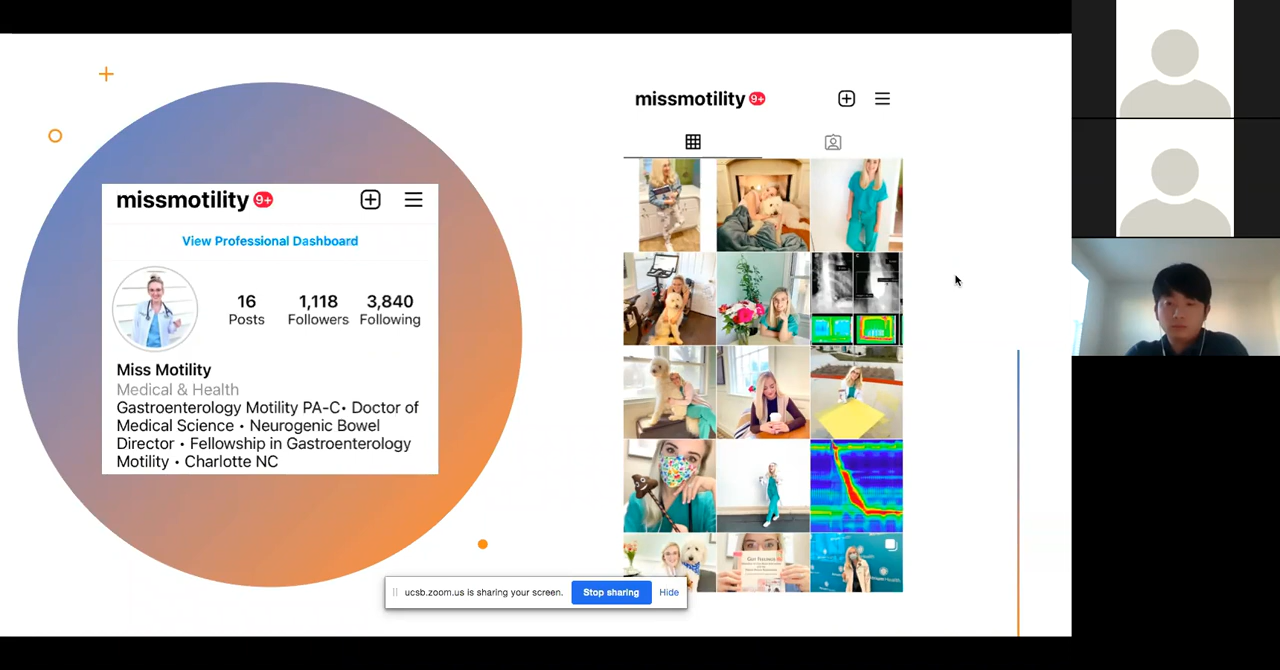 missmotility 9+
View Professional Dashboard
16 1,118 3,840
Posts Followers Following
Miss Motility
Medical & Health
Gastroenterology Motility PA-C• Doctor of
Medical Science • Neurogenic Bowel
Director • Fellowship in Gastroenterology
Motility • Charlotte NC
missmotility 9+
GUT FEELINGS
ucsb.zoom.us is sharing your screen. Stop sharing Hide